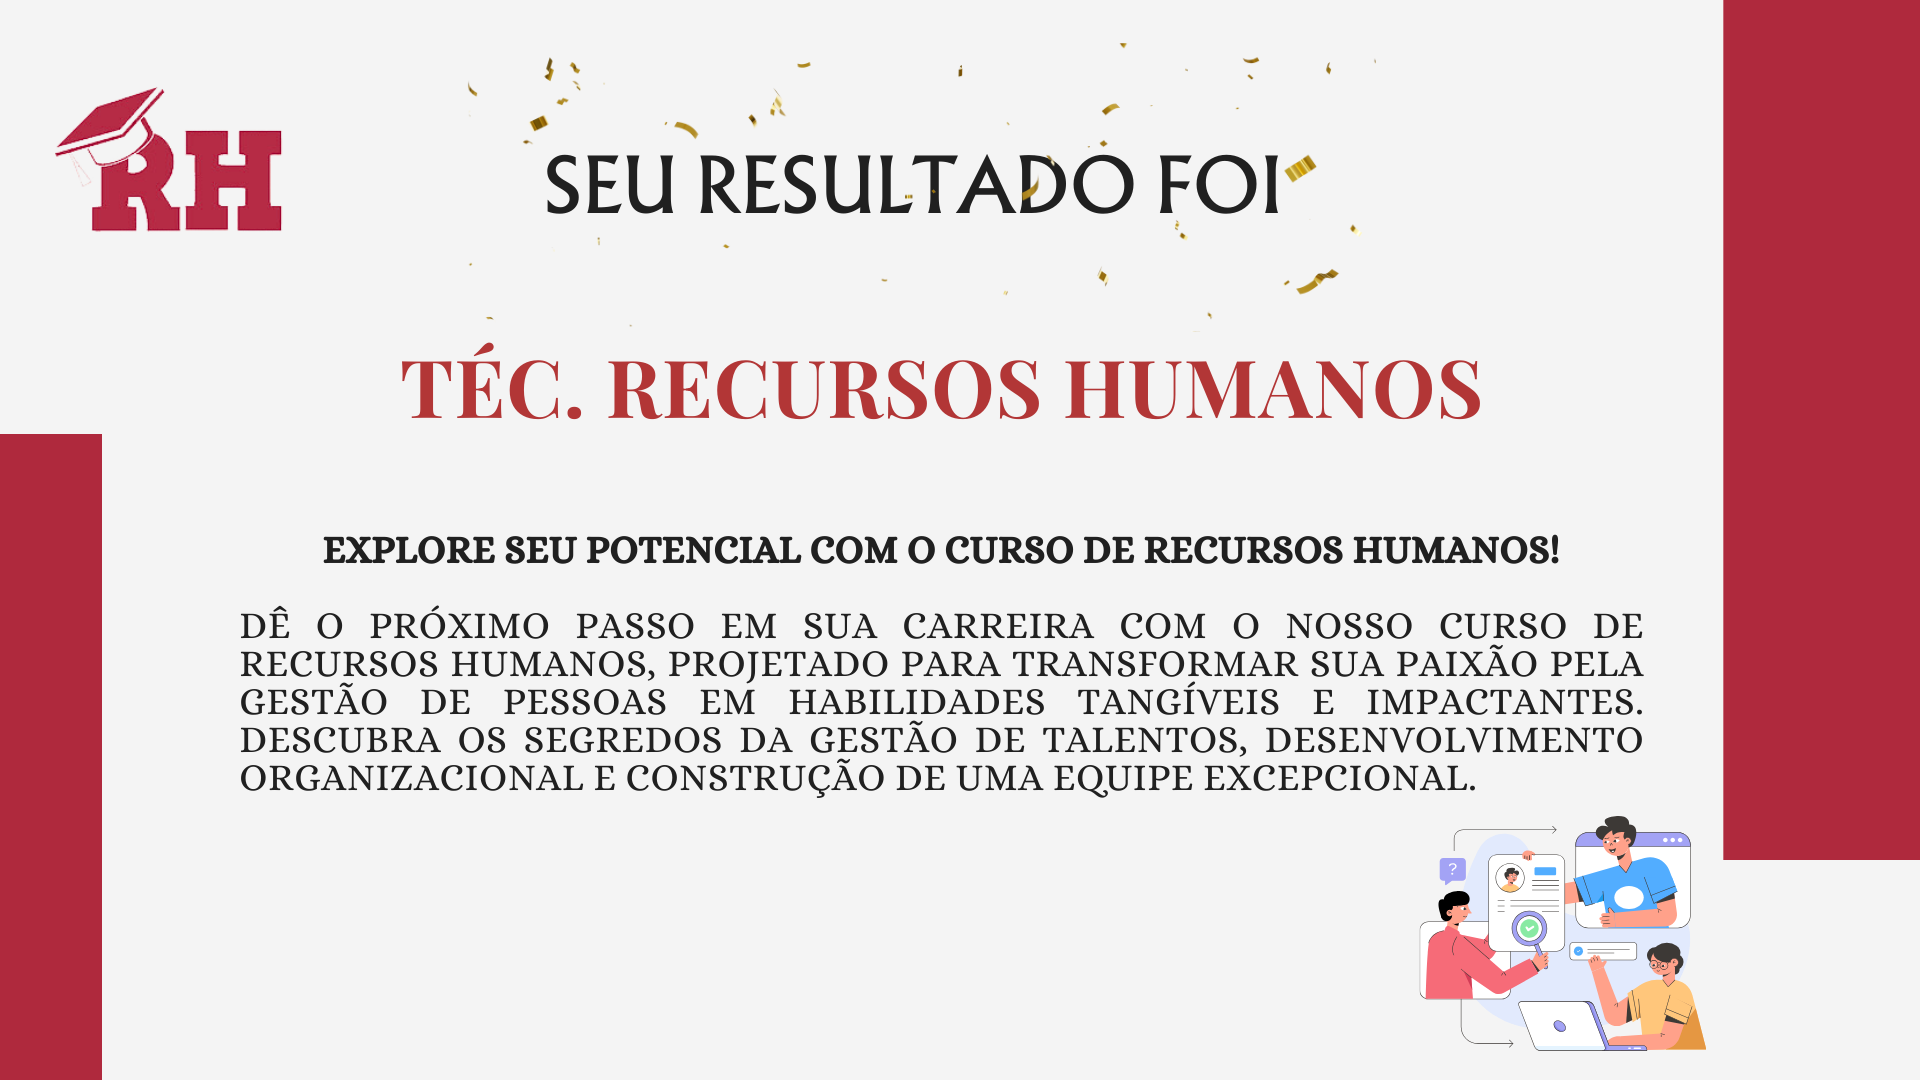 RH
SEU RESULTADO FOI
TÉC. RECURSOS HUMANOS
EXPLORE SEU POTENCIAL COM O CURSO DE RECURSOS HUMANOS!
DÊ O PRÓXIMO PASSO EM SUA CARREIRA COM O NOSSO CURSO DE
RECURSOS HUMANOS, PROJETADO PARA TRANSFORMAR SUA PAIXÃO PELA
GESTÃO DE PESSOAS EM HABILIDADES TANGÍVEIS E IMPACTANTES.
DESCUBRA OS SEGREDOS DA GESTÃO DE TALENTOS, DESENVOLVIMENTO
ORGANIZACIONAL E CONSTRUÇÃO DE UMA EQUIPE EXCEPCIONAL.
?